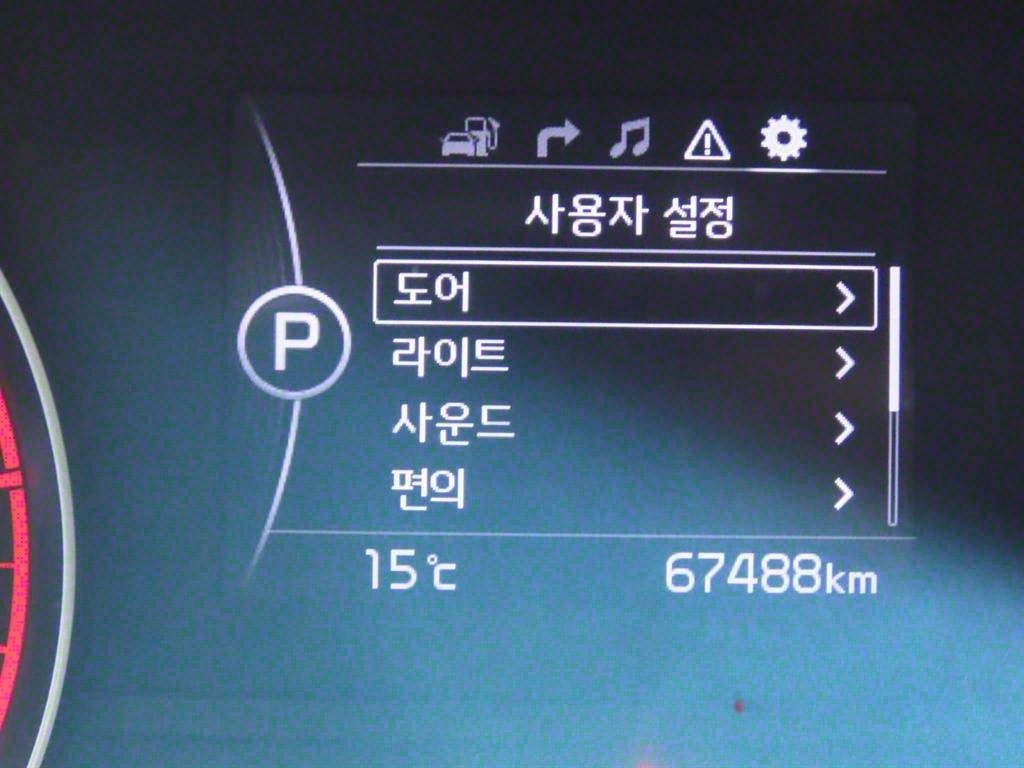 사용자 설정
도어
P
라이트
사운드
편의
15℃ 67488km